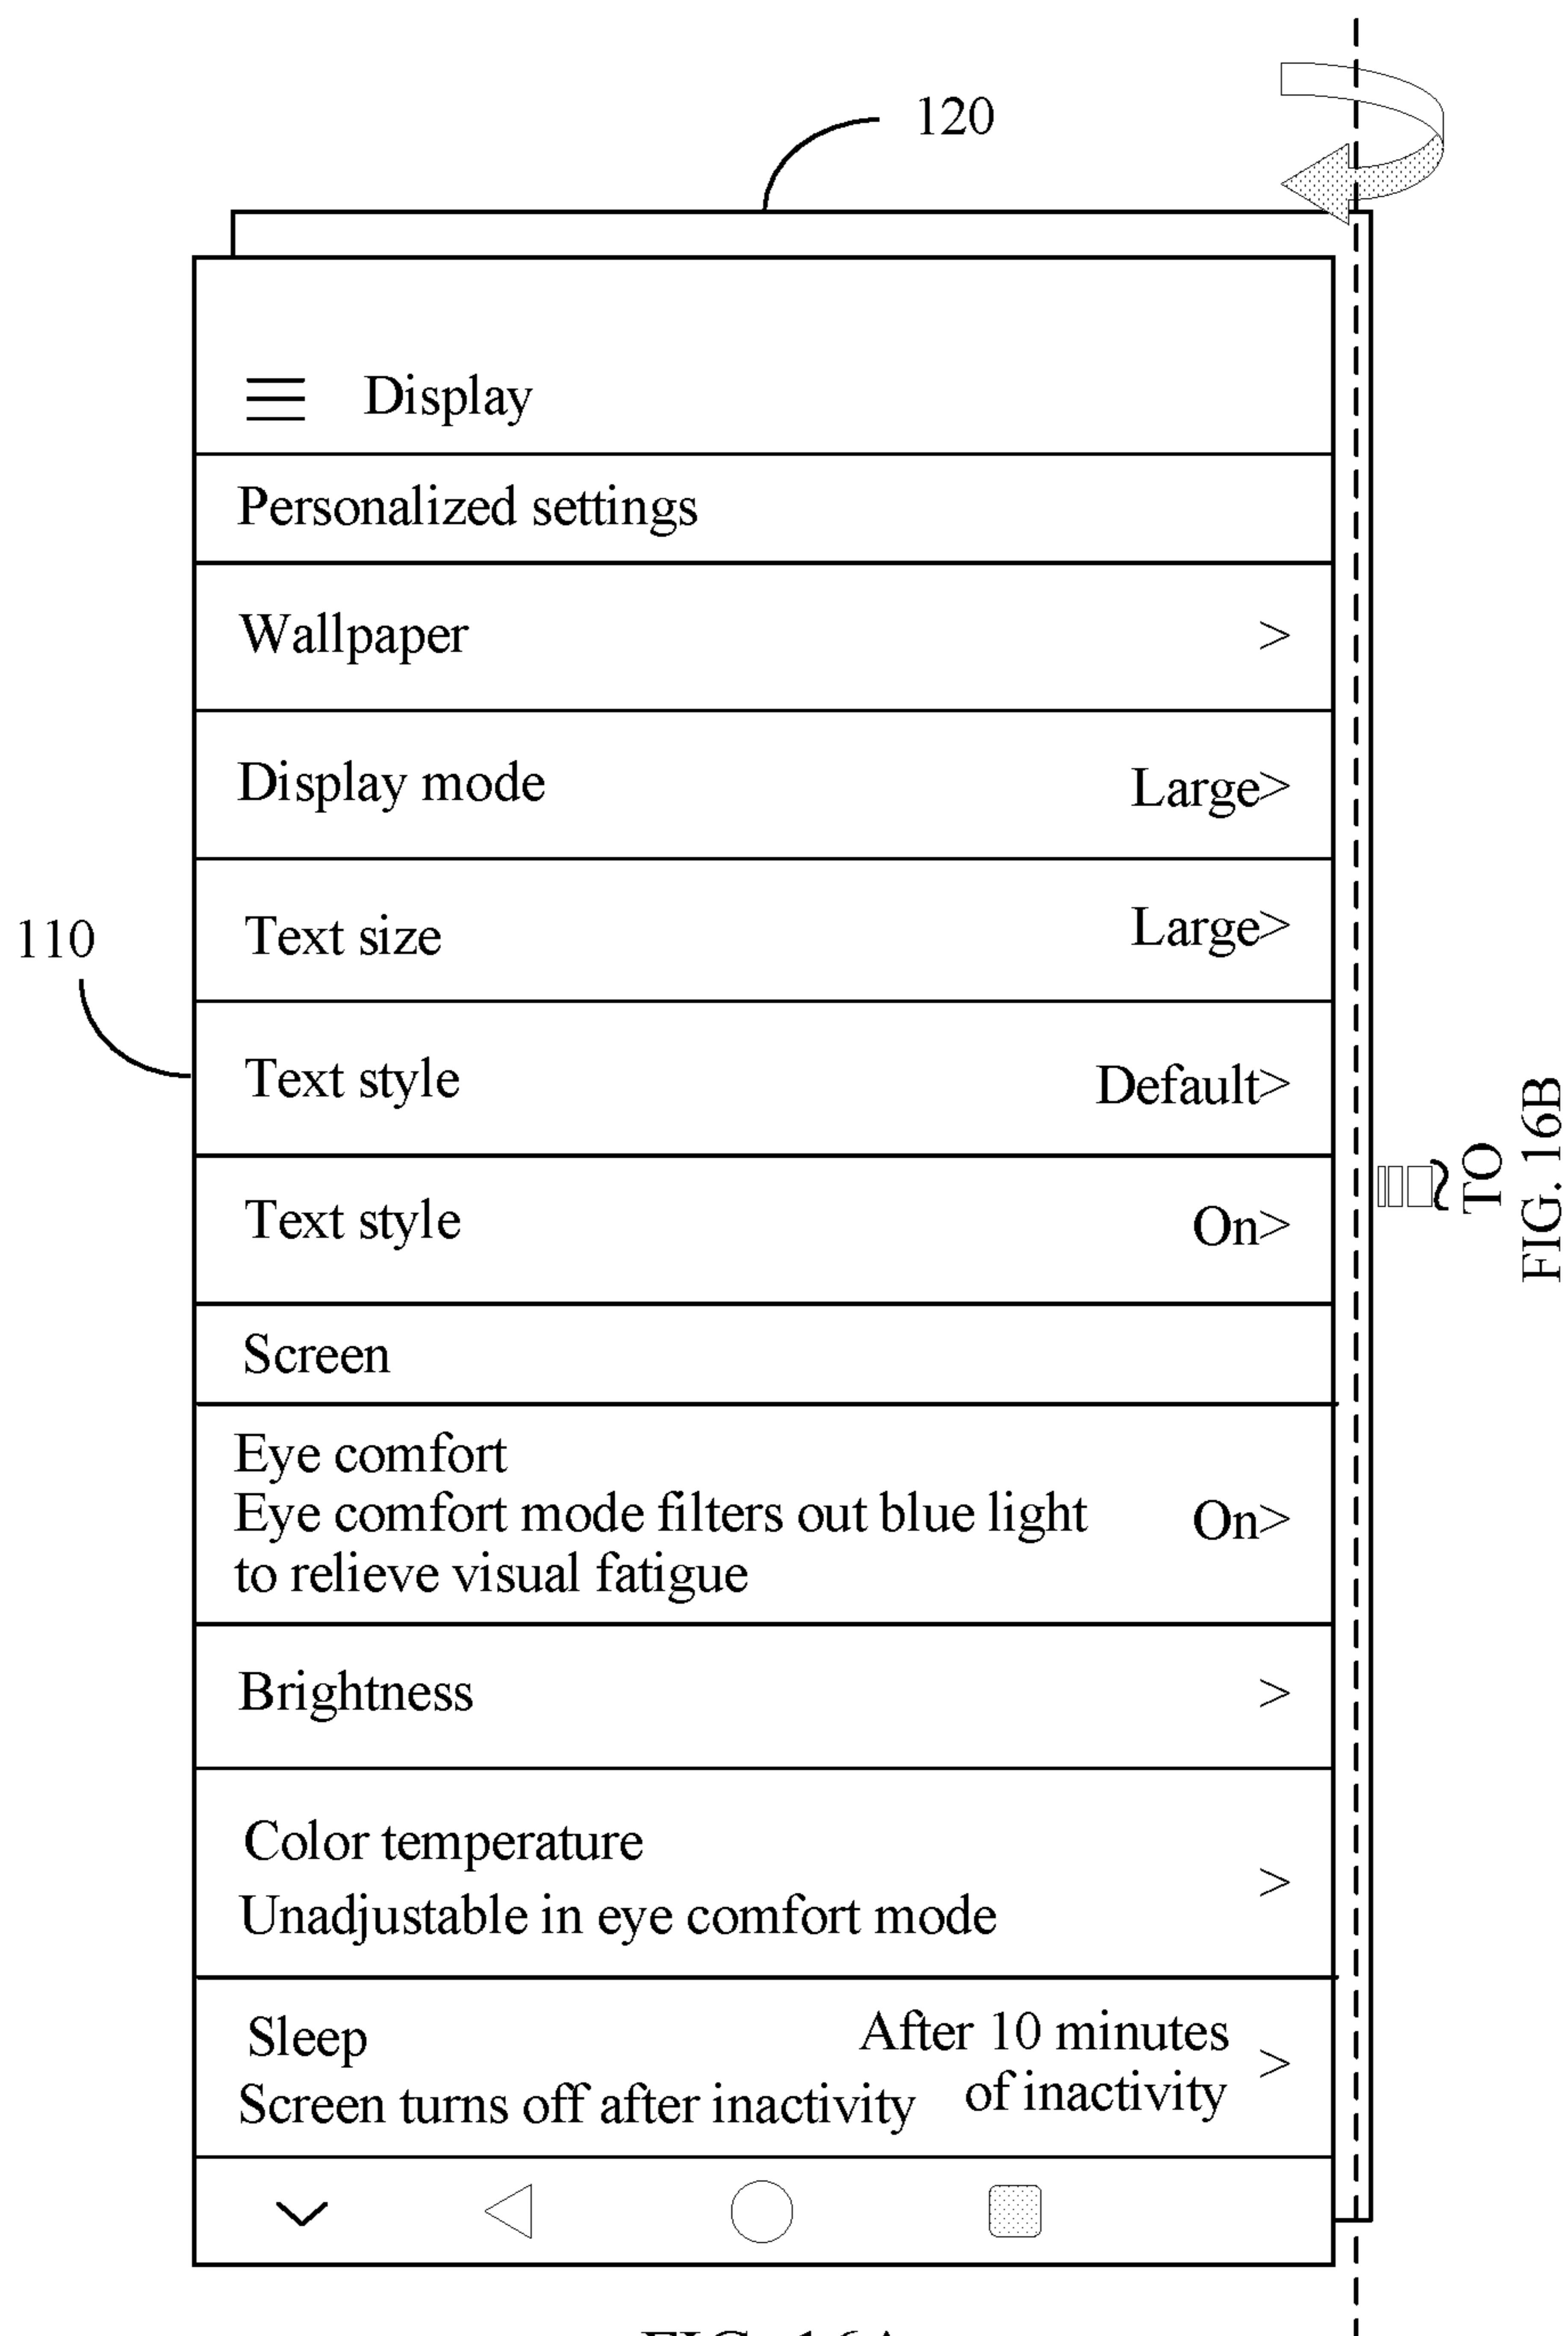 120
Display
Personalized settings
Wallpaper >
Display mode Large>
Text size Large>
110
Text style Default>
Text style On>
TO
FIG. 16B
Screen
Eye comfort
Eye comfort mode filters out blue light
to relieve visual fatigue
On>
Brightness >
Color temperature
Unadjustable in eye comfort mode
>
Sleep
Screen turns off after inactivity
After 10 minutes
of inactivity
>
FIG. 16A